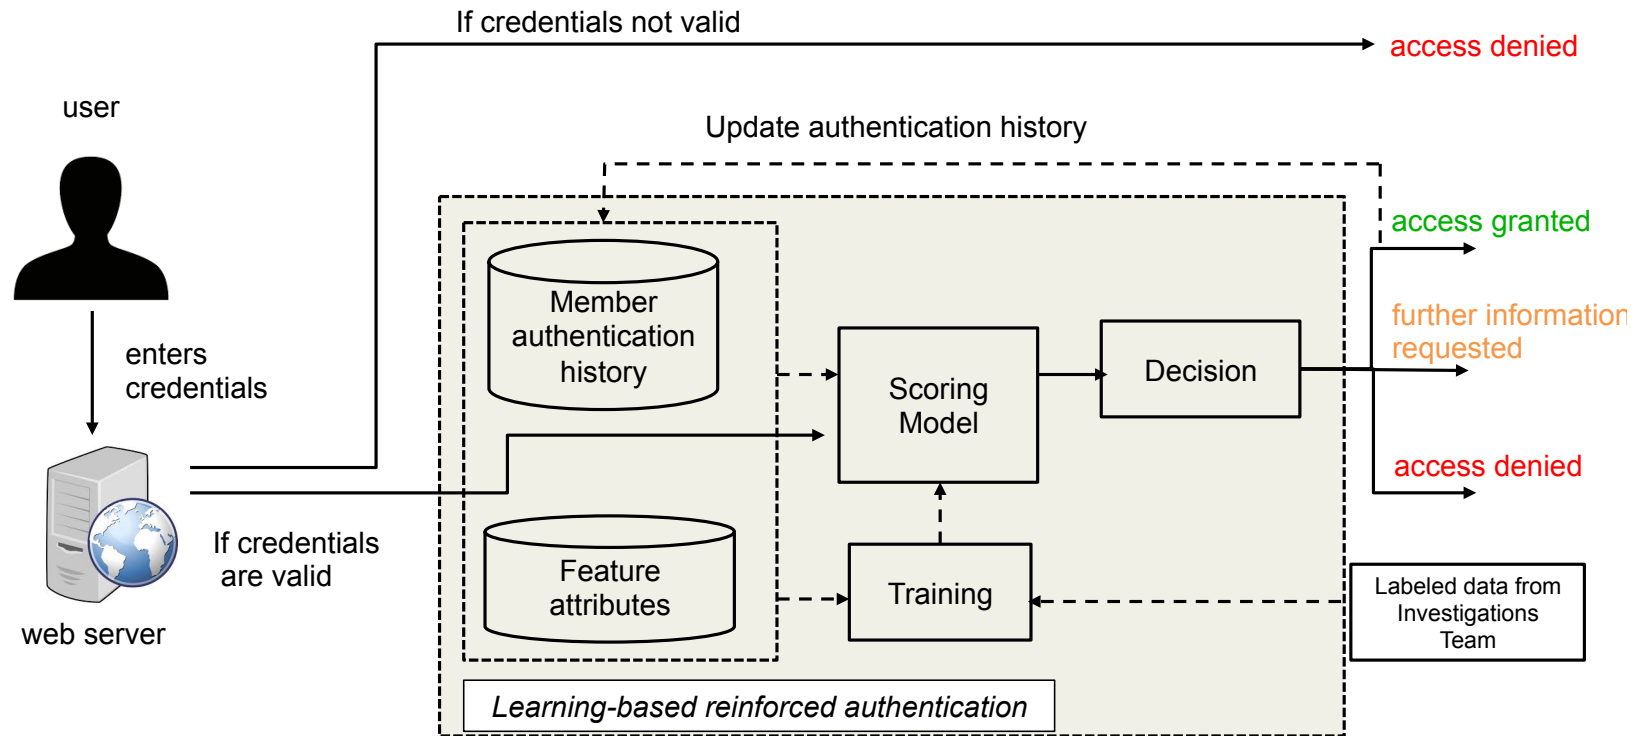 If credentials not valid
access denied
user
Update authentication history
access granted
Member
authentication
history
further information
requested
enters
credentials
Scoring
Model
Decision
access denied
If credentials
are valid
Feature
attributes
Training
Labeled data from
Investigations
Team
web server
Learning-based reinforced authentication